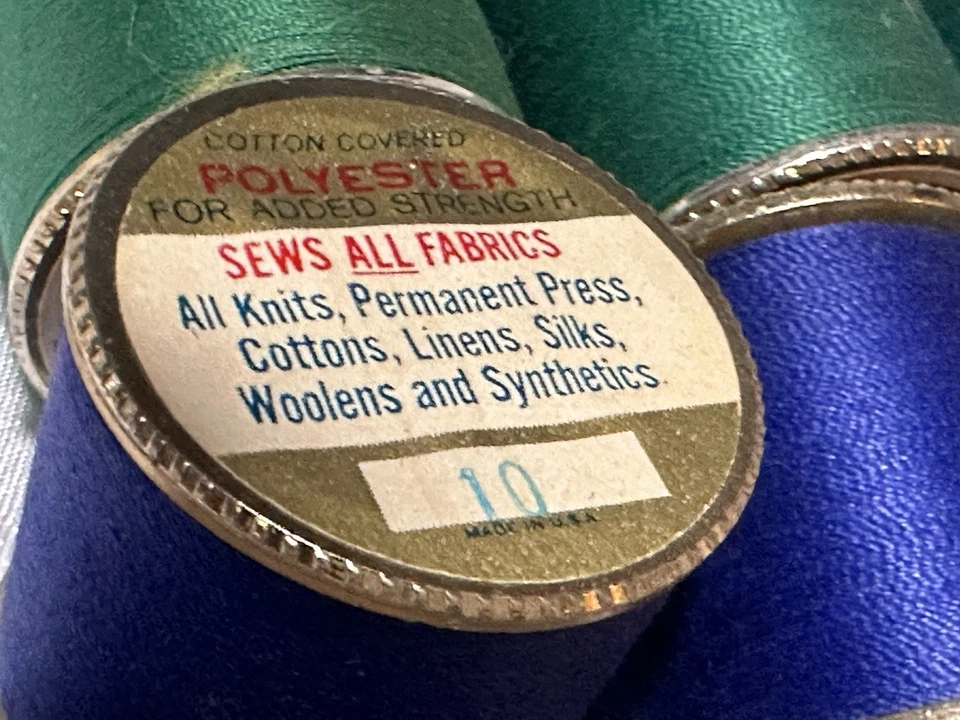 COTTON COVERED
POLYESTER
FOR ADDED STRENGTH
SEWS ALL FABRICS
All Knits, Permanent Press,
Cottons, Linens, Silks,
Woolens and Synthetics.
10
MADE IN U.S.A